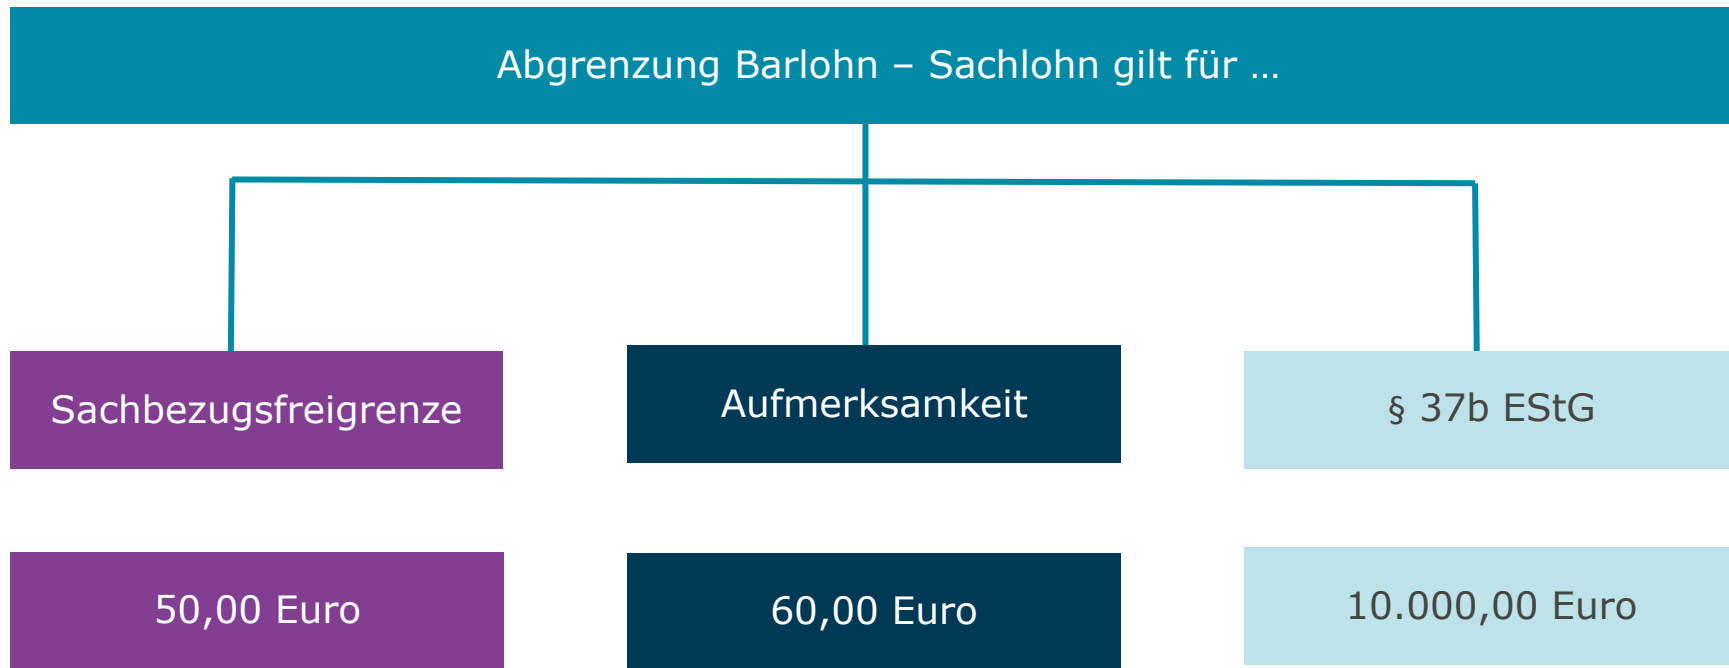 Abgrenzung Barlohn – Sachlohn gilt für …
Sachbezugsfreigrenze
Aufmerksamkeit
§ 37b EStG
50,00 Euro
60,00 Euro
10.000,00 Euro